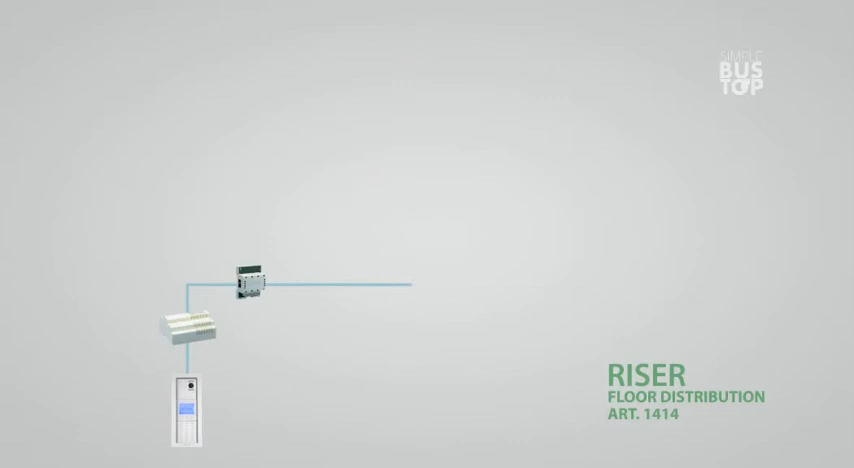 SIMPLE
BUS
TOP
RISER
FLOOR DISTRIBUTION
ART. 1414